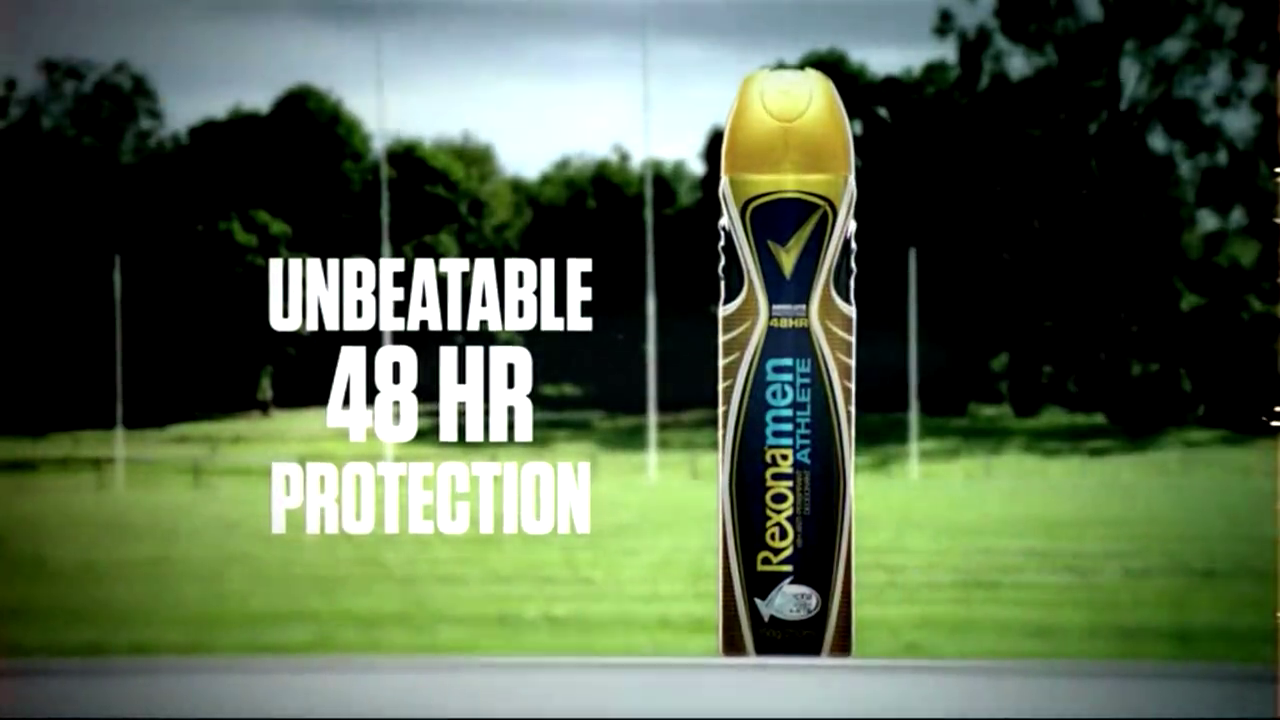 UNBEATABLE
48 HR
PROTECTION
48HR
Rexonamen
ATHLETE